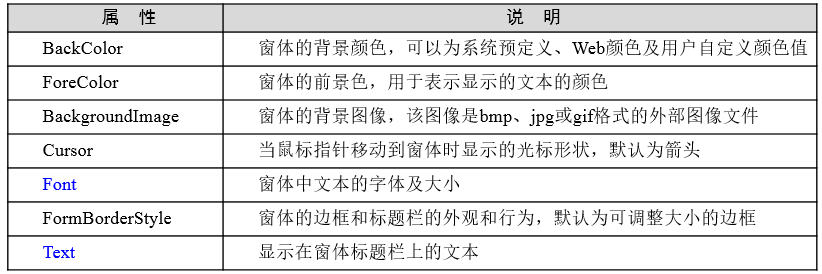 属 性 说 明
BackColor 窗体的背景颜色，可以为系统预定义、Web颜色及用户自定义颜色值
ForeColor 窗体的前景色，用于表示显示的文本的颜色
BackgroundImage 窗体的背景图像，该图像是bmp、jpg或gif格式的外部图像文件
Cursor 当鼠标指针移动到窗体时显示的光标形状，默认为箭头
Font 窗体中文本的字体及大小
FormBorderStyle 窗体的边框和标题栏的外观和行为，默认为可调整大小的边框
Text 显示在窗体标题栏上的文本